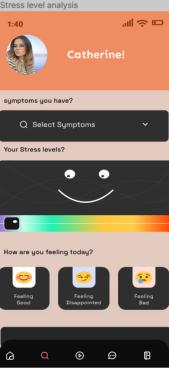 Stress level analysis
1:40
Catherine!
symptoms you have?
Select Symptoms
Your Stress levels?
How are you feeling today?
Feeling Good
Feeling Disappointed
Feeling Bad